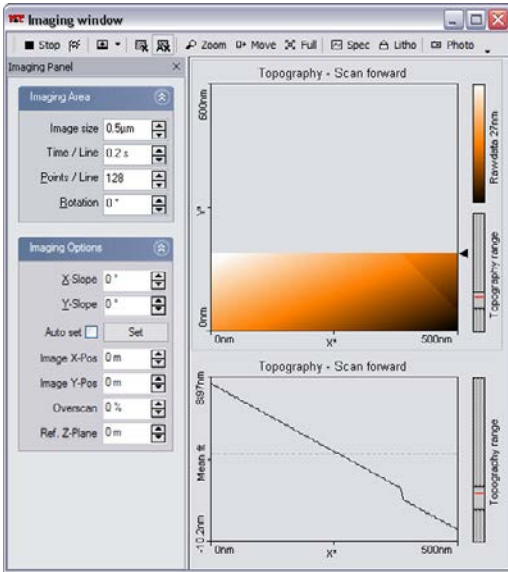 Imaging window
Stop Zoom Move Full Spec Litho Photo
Imaging Panel
Imaging Area
Image size 0.5µm
Time / Line 0.2 s
Points / Line 128
Rotation 0°
Imaging Options
X-Slope 0°
Y-Slope 0°
Auto set Set
Image X-Pos 0 m
Image Y-Pos 0 m
Overscan 0 %
Ref. Z-Plane 0 m
Topography - Scan forward
600nm
Y*
0nm
0nm X* 500nm
Rawdata 27nm
Topography range
Topography - Scan forward
Mean fit
-10.2nm
0nm X* 500nm
Topography range